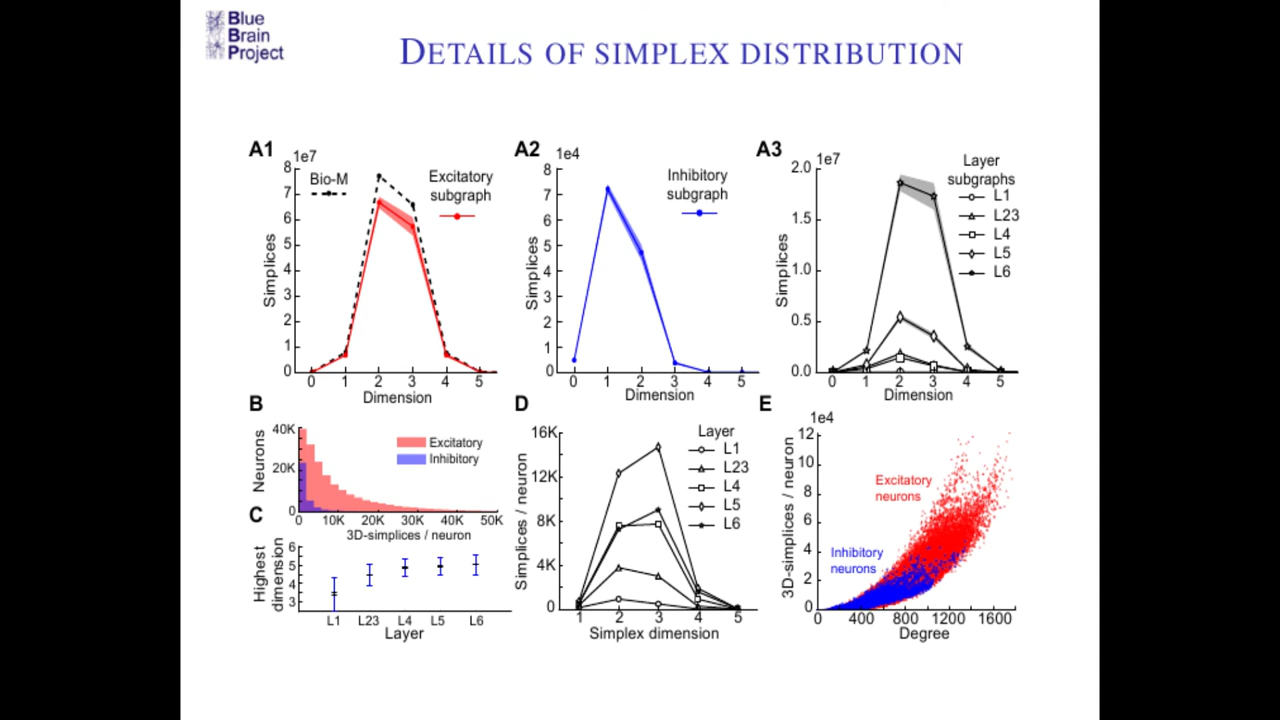 Blue
Brain
Project
DETAILS OF SIMPLEX DISTRIBUTION
A1
1e7
8
7
6
5
4
3
2
1
0
Simplices
Bio-M
Excitatory
subgraph
0 1 2 3 4 5
Dimension
A2
1e4
8
7
6
5
4
3
2
1
0
Simplices
Inhibitory
subgraph
0 1 2 3 4 5
Dimension
A3
1e7
2.0
1.5
1.0
0.5
0.0
Simplices
Layer
subgraphs
L1
L23
L4
L5
L6
0 1 2 3 4 5
Dimension
B
40K
20K
0
Neurons
Excitatory
Inhibitory
0 10K 20K 30K 40K 50K
3D-simplices / neuron
C
6
5
4
3
Highest
dimension
L1 L23 L4 L5 L6
Layer
D
16K
12K
8K
4K
0
Simplices / neuron
Layer
L1
L23
L4
L5
L6
1 2 3 4 5
Simplex dimension
E
1e4
12
10
8
6
4
2
0
3D-simplices / neuron
Excitatory
neurons
Inhibitory
neurons
0 400 800 1200 1600
Degree